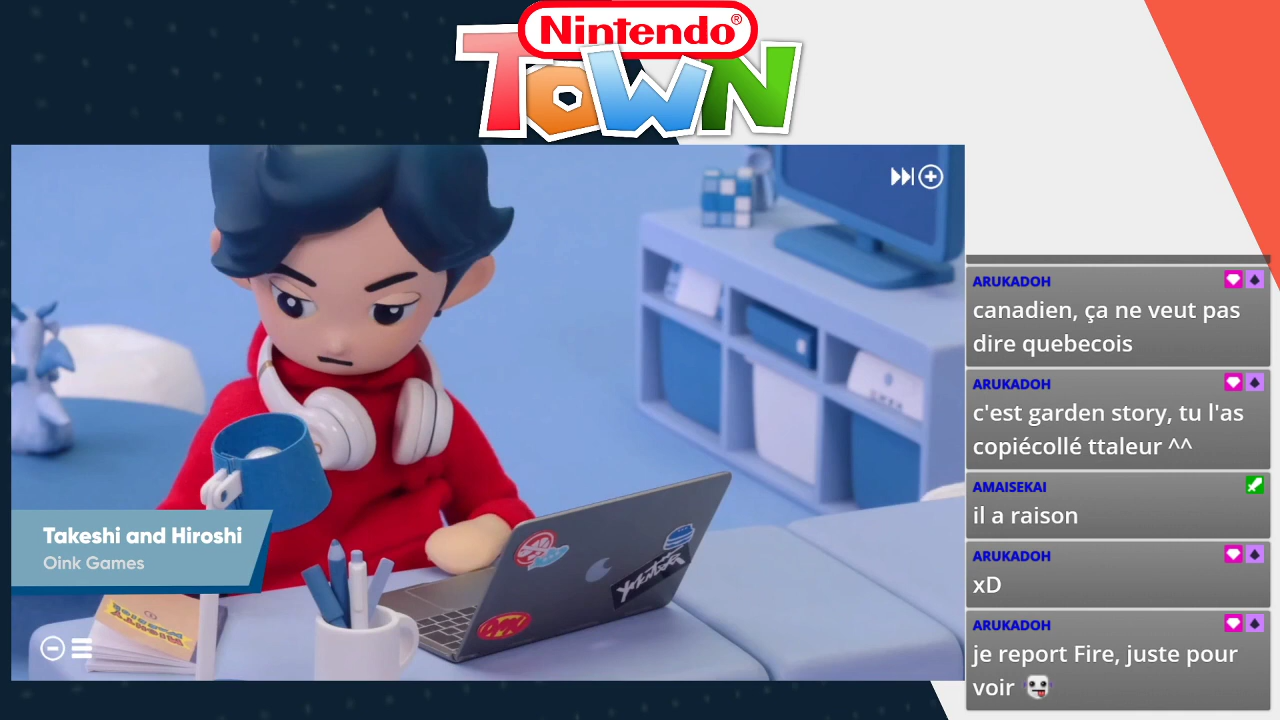 Nintendo®
TOWN
ARUKADOH
canadien, ça ne veut pas
dire quebecois
ARUKADOH
c'est garden story, tu l'as
copiécollé ttaleur ^^
AMAISEKAI
il a raison
ARUKADOH
xD
ARUKADOH
je report Fire, juste pour
voir
Takeshi and Hiroshi
Oink Games